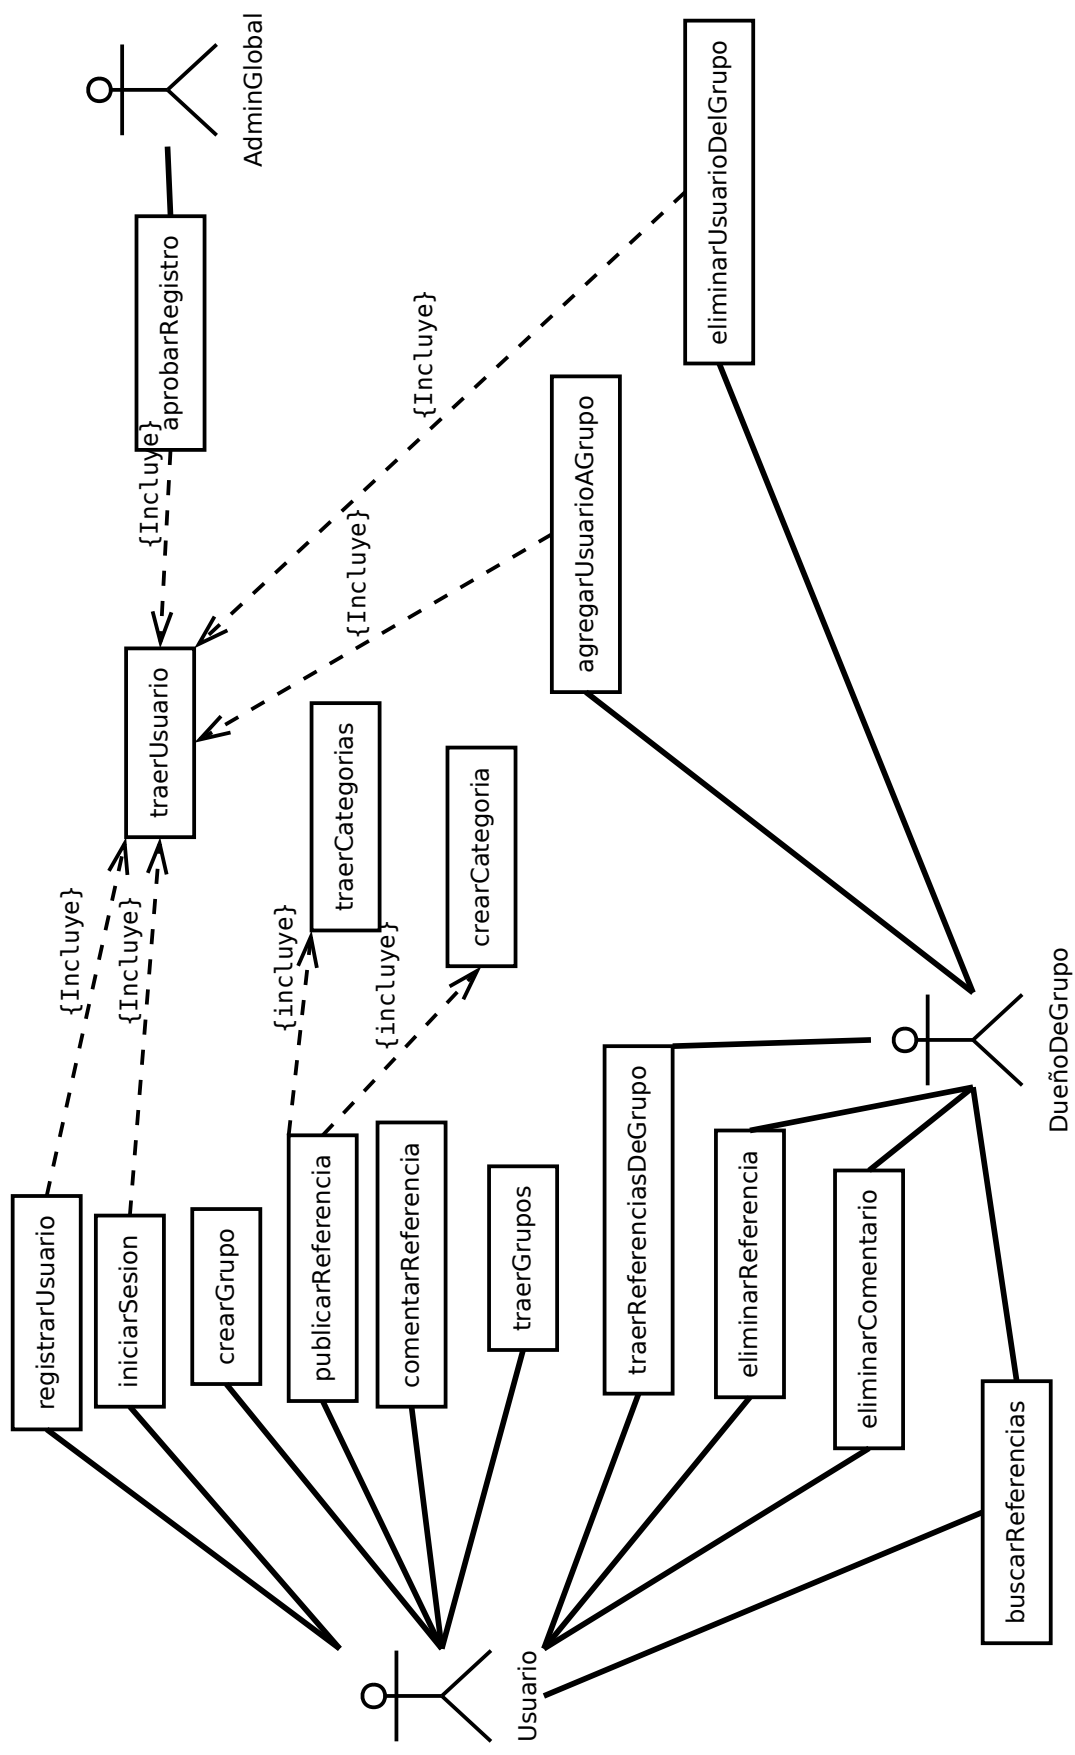 registrarUsuario
{Incluye}
iniciarSesion
{Incluye}
traerUsuario
{Incluye}
aprobarRegistro
AdminGlobal
crearGrupo
publicarReferencia
{incluye}
traerCategorias
{incluye}
crearCategoria
{Incluye}
{Incluye}
comentarReferencia
traerGrupos
Usuario
agregarUsuarioAGrupo
eliminarUsuarioDelGrupo
traerReferenciasDeGrupo
eliminarReferencia
eliminarComentario
buscarReferencias
DueñoDeGrupo